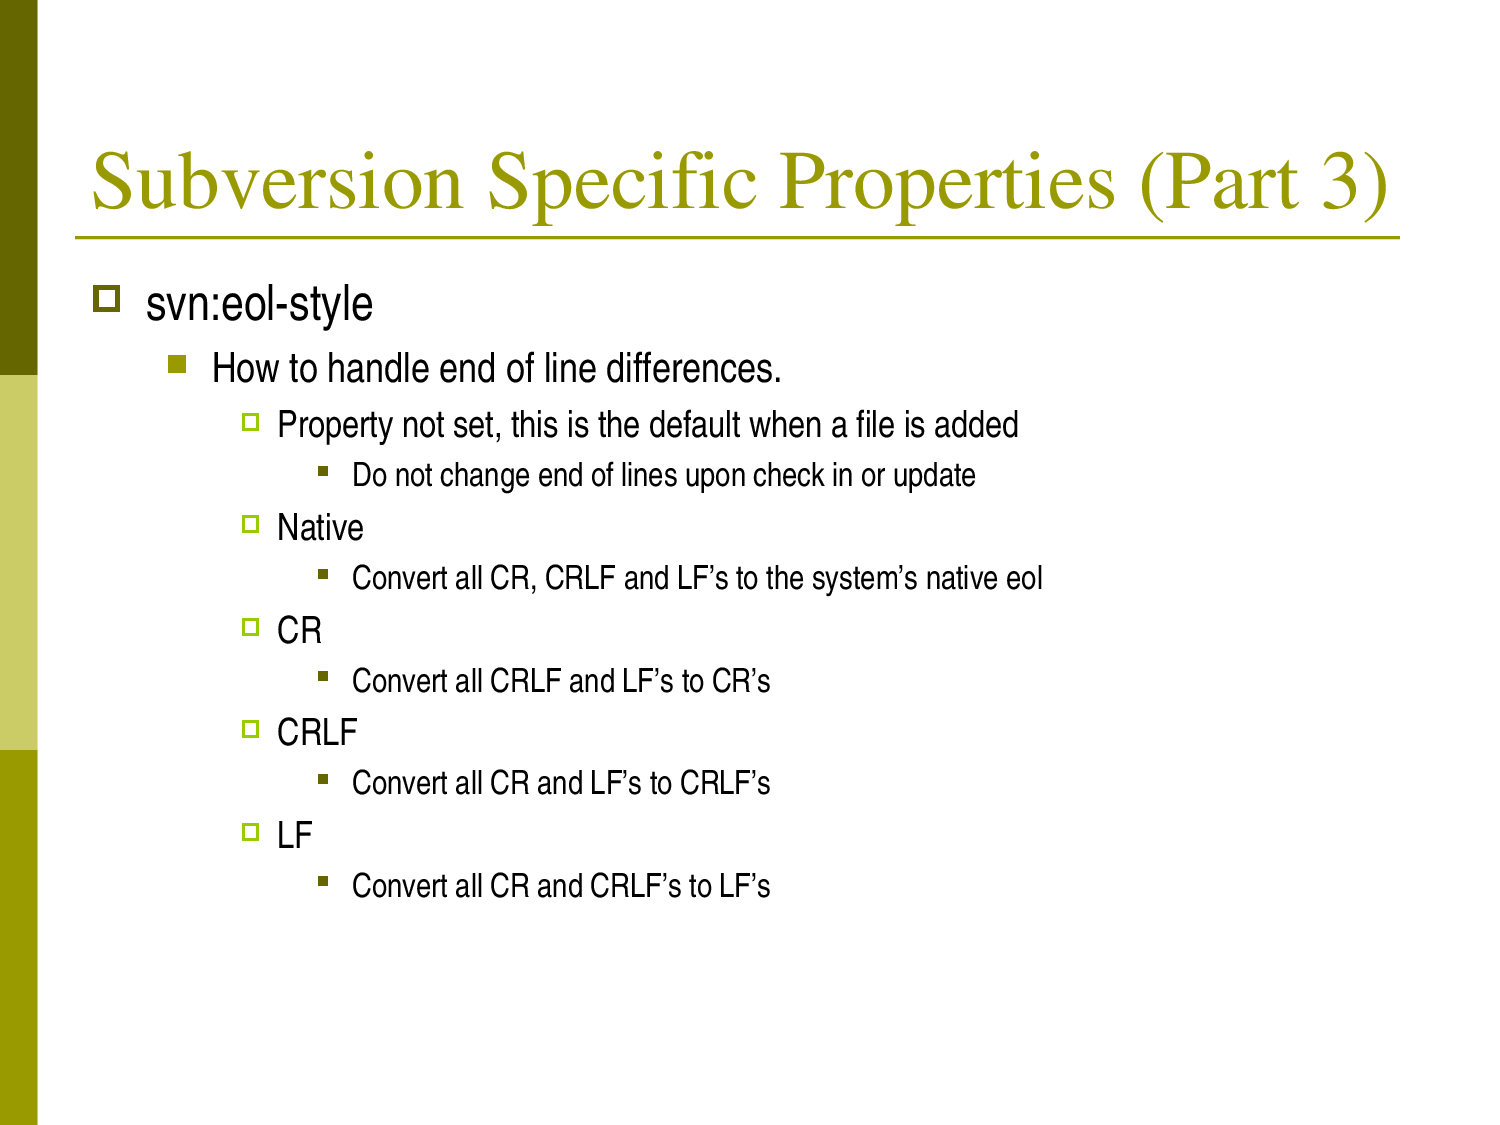 Subversion Specific Properties (Part 3)
svn:eol-style
How to handle end of line differences.
Property not set, this is the default when a file is added
Do not change end of lines upon check in or update
Native
Convert all CR, CRLF and LF’s to the system’s native eol
CR
Convert all CRLF and LF’s to CR’s
CRLF
Convert all CR and LF’s to CRLF’s
LF
Convert all CR and CRLF’s to LF’s